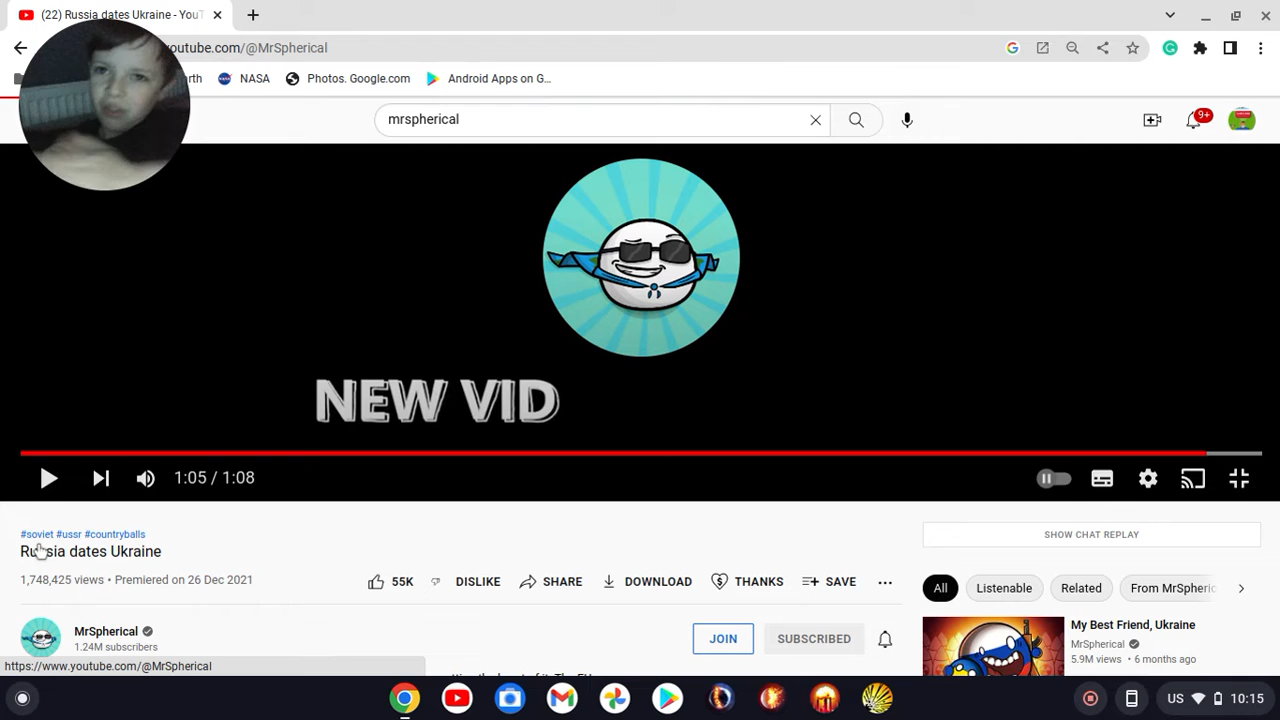 (22) Russia dates Ukraine - YouT
outube.com/@MrSpherical
arth
NASA
Photos. Google.com
Android Apps on G...
mrspherical
9+
NEW VID
1:05 / 1:08
#soviet #ussr #countryballs
Russia dates Ukraine
SHOW CHAT REPLAY
1,748,425 views • Premiered on 26 Dec 2021
55K
DISLIKE
SHARE
DOWNLOAD
THANKS
SAVE
All
Listenable
Related
From MrSpheric
MrSpherical
1.24M subscribers
JOIN
SUBSCRIBED
My Best Friend, Ukraine
MrSpherical
5.9M views • 6 months ago
https://www.youtube.com/@MrSpherical
US
10:15